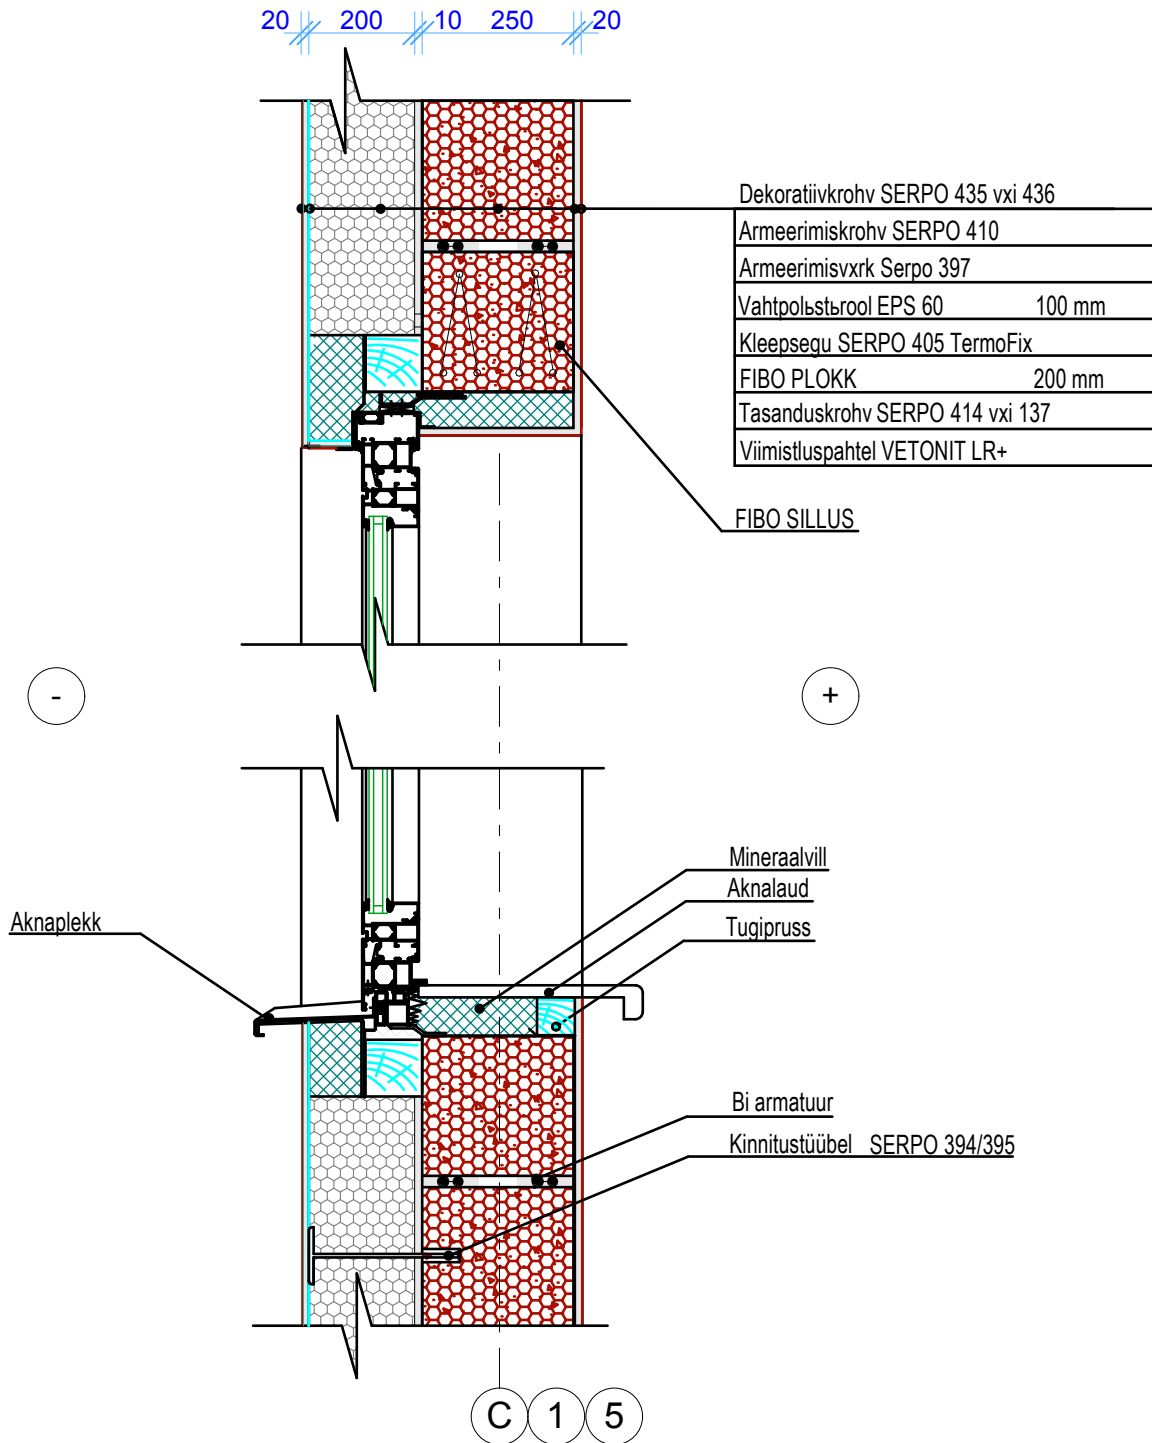 20 200 10 250 20
Dekoratiivkrohv SERPO 435 vxi 436
Armeerimiskrohv SERPO 410
Armeerimisvxrk Serpo 397
Vahtpolьstьrool EPS 60 100 mm
Kleepsegu SERPO 405 TermoFix
FIBO PLOKK 200 mm
Tasanduskrohv SERPO 414 vxi 137
Viimistluspahtel VETONIT LR+
FIBO SILLUS
- +
Mineraalvill
Aknalaud
Aknaplekk
Tugipruss
Bi armatuur
Kinnitustüübel SERPO 394/395
C 1 5